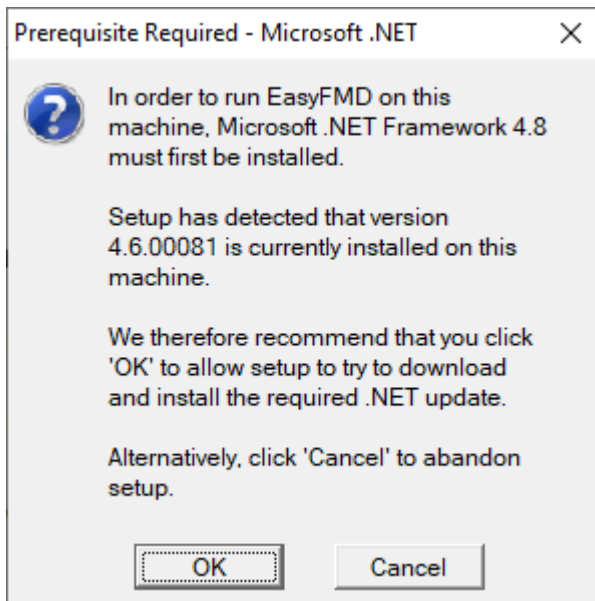 Prerequisite Required - Microsoft .NET
In order to run EasyFMD on this
machine, Microsoft .NET Framework 4.8
must first be installed.
Setup has detected that version
4.6.00081 is currently installed on this
machine.
We therefore recommend that you click
'OK' to allow setup to try to download
and install the required .NET update.
Alternatively, click 'Cancel' to abandon
setup.
OK
Cancel